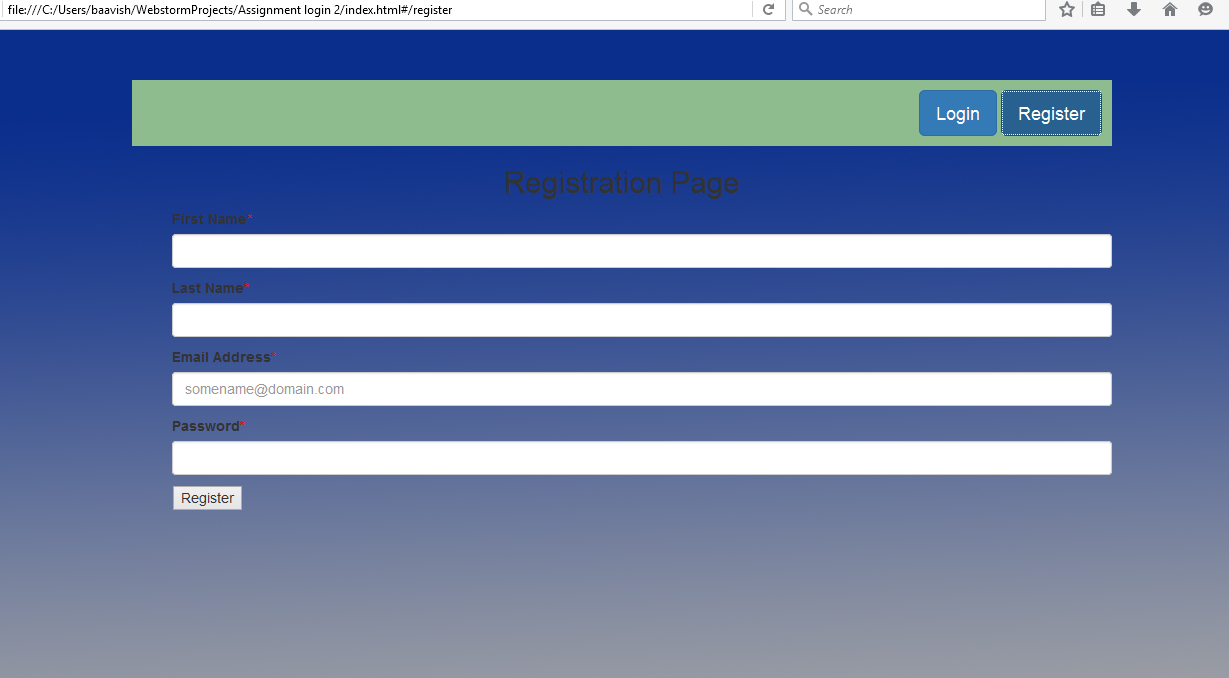 file:///C:/Users/baavish/WebstormProjects/Assignment login 2/index.html#/register
Search
Login Register
Registration Page
First Name*
Last Name*
Email Address*
somename@domain.com
Password*
Register